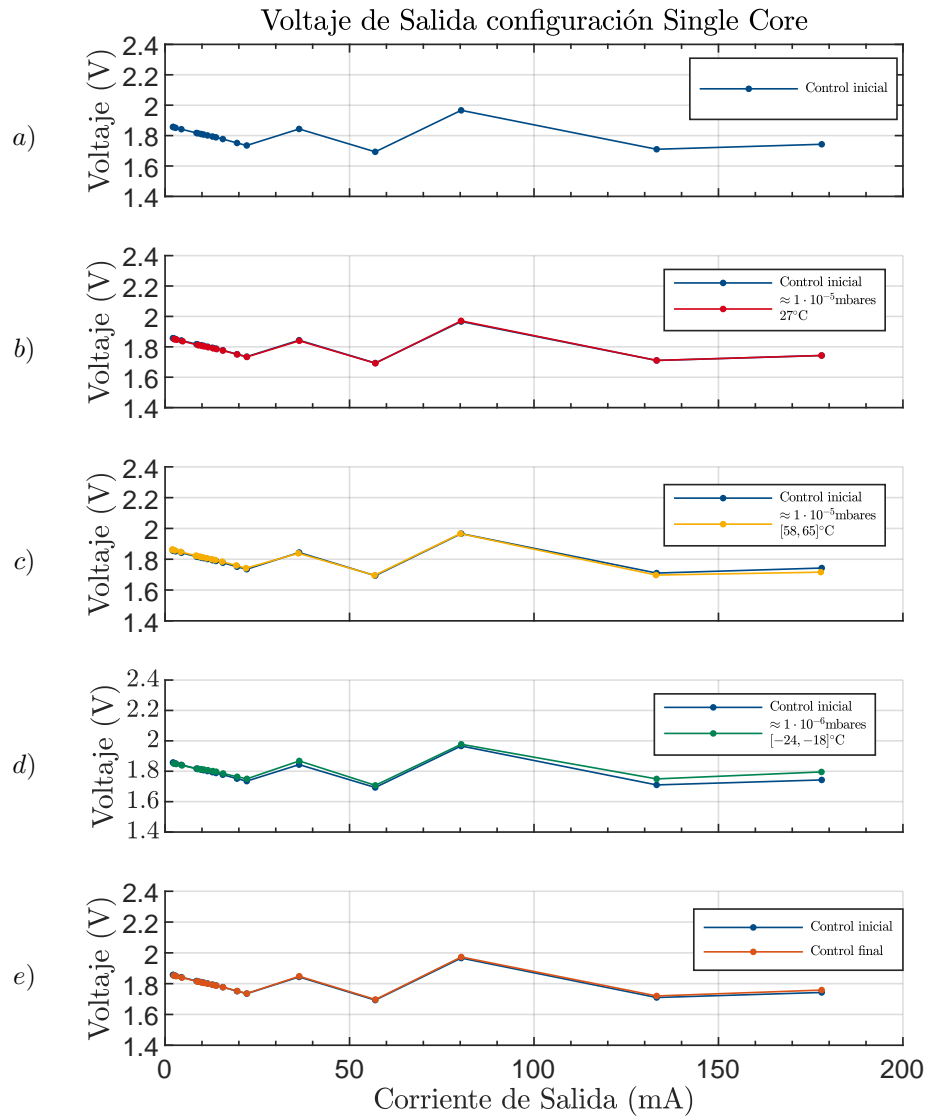 Voltaje de Salida configuración Single Core
a)
Voltaje (V)
2.4
2.2
2
1.8
1.6
1.4
Control inicial
b)
Voltaje (V)
2.4
2.2
2
1.8
1.6
1.4
Control inicial
≈ 1 · 10⁻⁵mbares
27°C
c)
Voltaje (V)
2.4
2.2
2
1.8
1.6
1.4
Control inicial
≈ 1 · 10⁻⁵mbares
[58, 65]°C
d)
Voltaje (V)
2.4
2.2
2
1.8
1.6
1.4
Control inicial
≈ 1 · 10⁻⁶mbares
[−24, −18]°C
e)
Voltaje (V)
2.4
2.2
2
1.8
1.6
1.4
Control inicial
Control final
0 50 100 150 200
Corriente de Salida (mA)